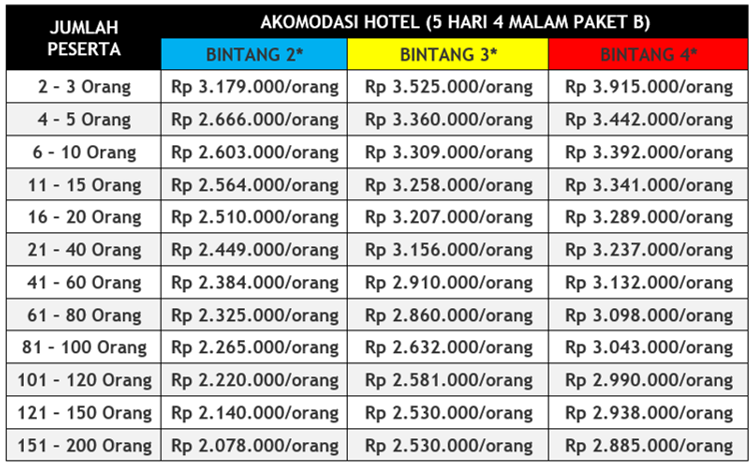 JUMLAH PESERTA AKOMODASI HOTEL (5 HARI 4 MALAM PAKET B)
BINTANG 2* BINTANG 3* BINTANG 4*
2 – 3 Orang Rp 3.179.000/orang Rp 3.525.000/orang Rp 3.915.000/orang
4 – 5 Orang Rp 2.666.000/orang Rp 3.360.000/orang Rp 3.442.000/orang
6 – 10 Orang Rp 2.603.000/orang Rp 3.309.000/orang Rp 3.392.000/orang
11 – 15 Orang Rp 2.564.000/orang Rp 3.258.000/orang Rp 3.341.000/orang
16 – 20 Orang Rp 2.510.000/orang Rp 3.207.000/orang Rp 3.289.000/orang
21 – 40 Orang Rp 2.449.000/orang Rp 3.156.000/orang Rp 3.237.000/orang
41 – 60 Orang Rp 2.384.000/orang Rp 2.910.000/orang Rp 3.132.000/orang
61 – 80 Orang Rp 2.325.000/orang Rp 2.860.000/orang Rp 3.098.000/orang
81 – 100 Orang Rp 2.265.000/orang Rp 2.632.000/orang Rp 3.043.000/orang
101 – 120 Orang Rp 2.220.000/orang Rp 2.581.000/orang Rp 2.990.000/orang
121 – 150 Orang Rp 2.140.000/orang Rp 2.530.000/orang Rp 2.938.000/orang
151 – 200 Orang Rp 2.078.000/orang Rp 2.530.000/orang Rp 2.885.000/orang